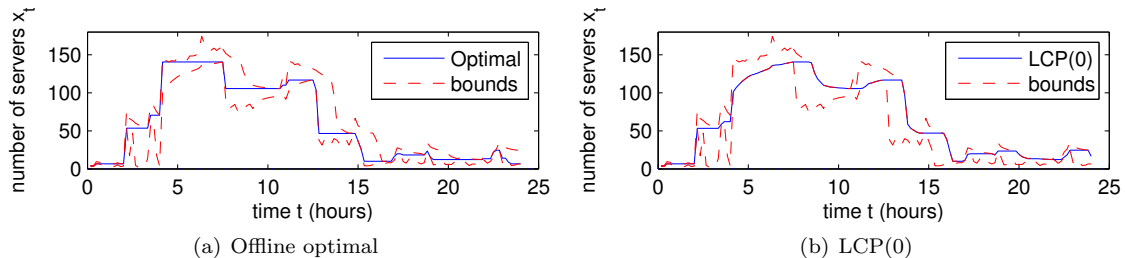 number of servers x_t
150
100
50
0
Optimal
bounds
0 5 10 15 20 25
time t (hours)
(a) Offline optimal
number of servers x_t
150
100
50
0
LCP(0)
bounds
0 5 10 15 20 25
time t (hours)
(b) LCP(0)